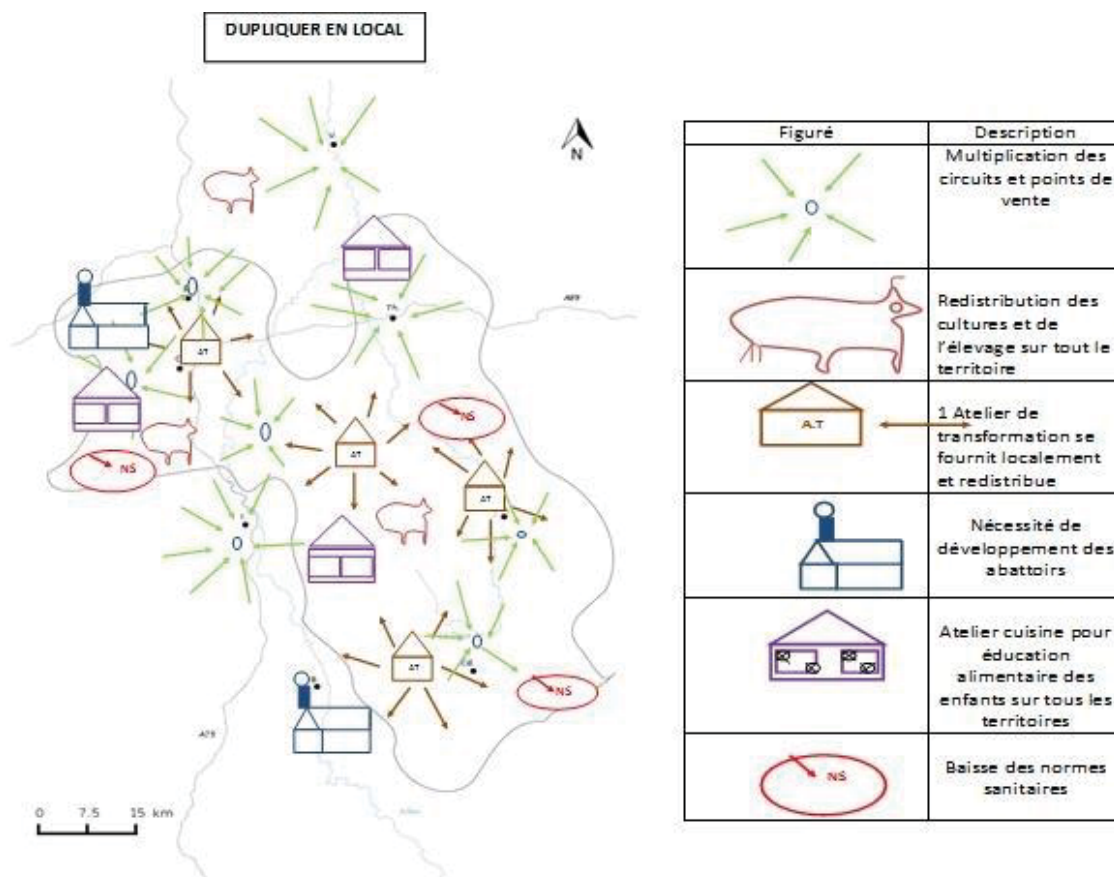 DUPLIQUER EN LOCAL
N
V.
Th.
A89
AT
AT
NS
NS
AT
AT
NS
A75
0 7.5 15 km
Figuré Description
Multiplication des
circuits et points de
vente
Redistribution des
cultures et de
l'élevage sur tout le
territoire
A.T
1 Atelier de
transformation se
fournit localement
et redistribue
Nécessité de
développement des
abattoirs
Atelier cuisine pour
éducation
alimentaire des
enfants sur tous les
territoires
NS
Baisse des normes
sanitaires